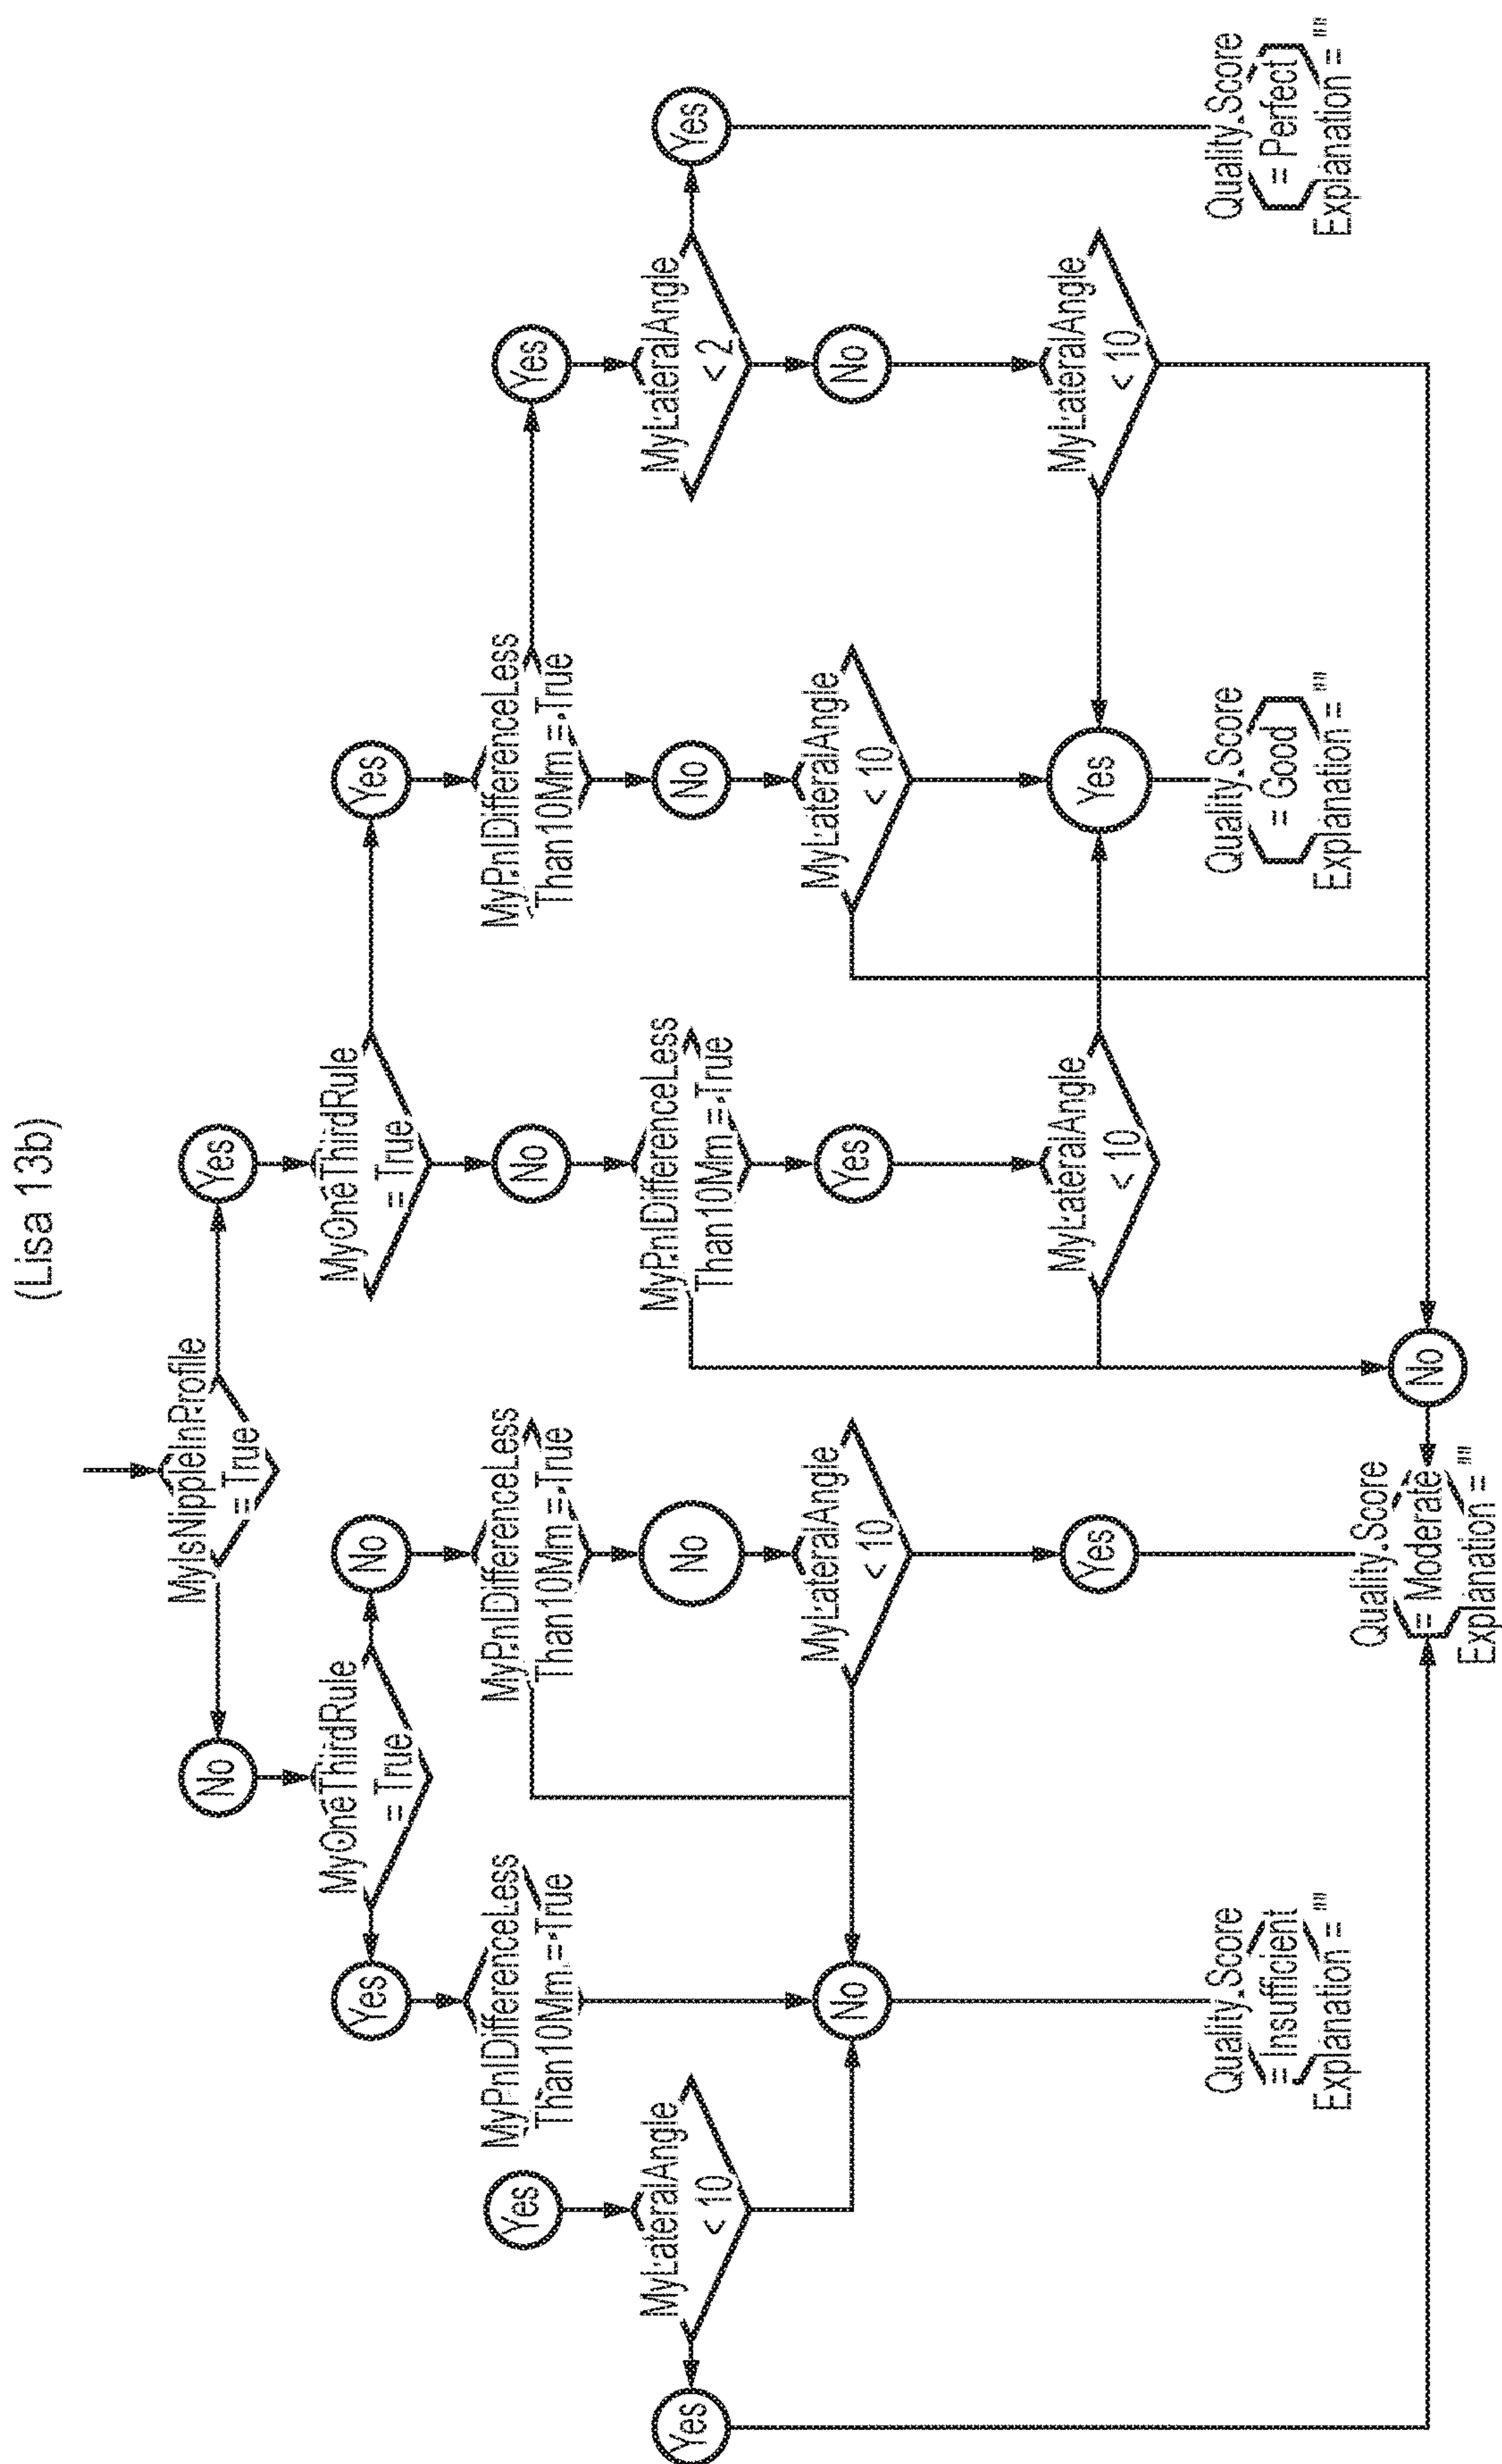 (Lisa 13b)
MyIsNippleInProfile
= True
No
Yes
MyOneThirdRule
= True
MyOneThirdRule
= True
Yes
No
Yes
MyPnlDifferenceLess
Than10Mm = True
MyPnlDifferenceLess
Than10Mm = True
MyPnlDifferenceLess
Than10Mm = True
Yes
No
Yes
MyLateralAngle
< 10
MyPnlDifferenceLess
Than10Mm = True
MyLateralAngle
< 2
Yes
No
No
Yes
MyLateralAngle
< 10
MyLateralAngle
< 10
No
Yes
No
MyLateralAngle
< 10
MyLateralAngle
< 10
Yes
Yes
Quality.Score
= Insufficient
Explanation = ""
Quality.Score
= Good
Explanation = ""
Quality.Score
= Perfect
Explanation = ""
No
Quality.Score
= Moderate
Explanation = ""